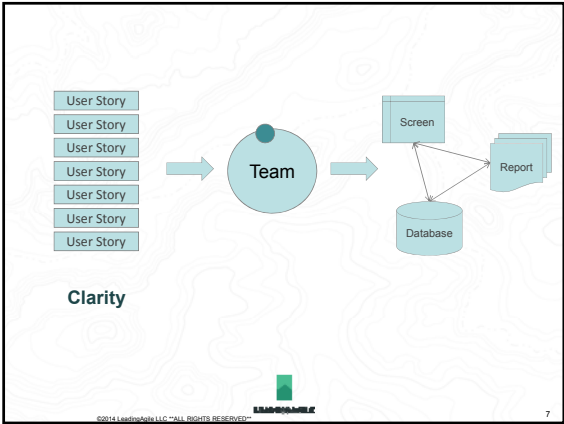 User Story
User Story
User Story
User Story
User Story
User Story
User Story
Team
Screen
Report
Database
Clarity
©2014 LeadingAgile LLC **ALL RIGHTS RESERVED**
7